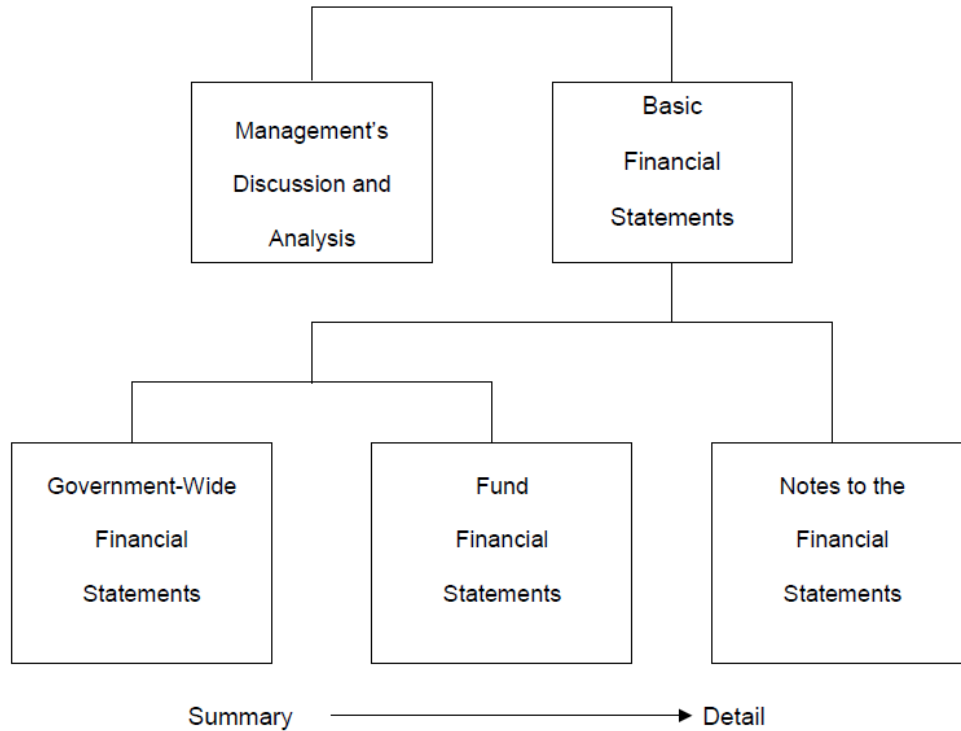 Management’s
Discussion and
Analysis
Basic
Financial
Statements
Government-Wide
Financial
Statements
Fund
Financial
Statements
Notes to the
Financial
Statements
Summary
Detail